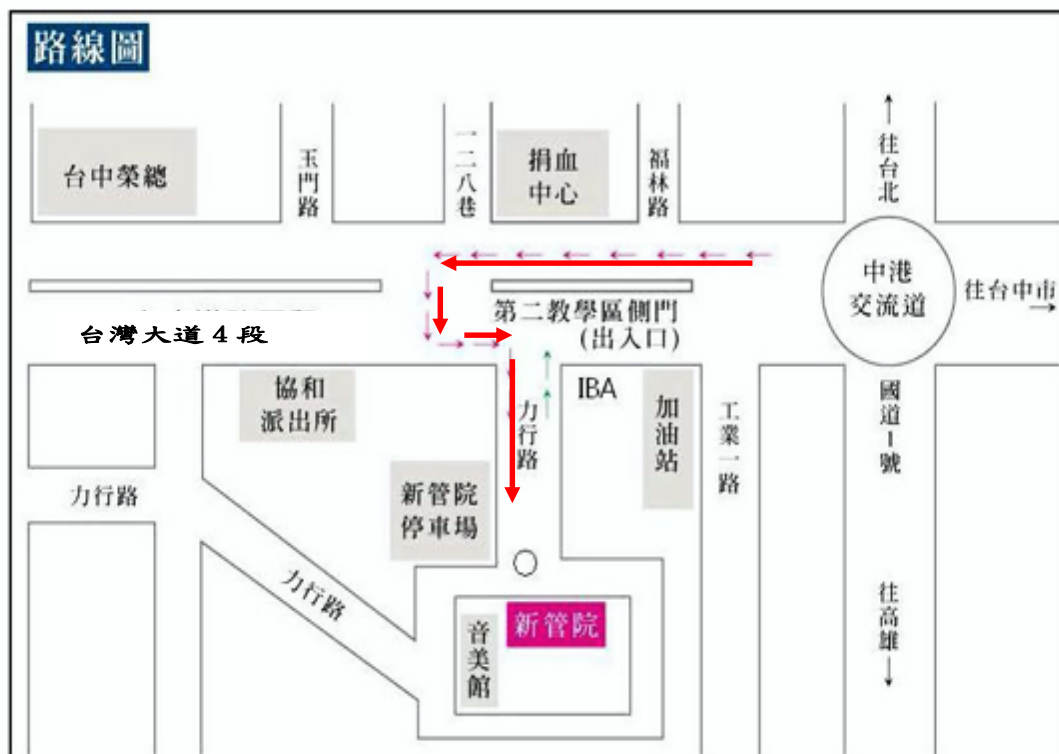 路線圖
台中榮總
玉門路
一二八巷
捐血
中心
福林路
往台北
中港
交流道
往台中市
第二教學區側門
(出入口)
台灣大道4段
協和
派出所
力行路
IBA
加油站
工業一路
國道1號
力行路
新管院
停車場
力行路
新管院
音美館
往高雄